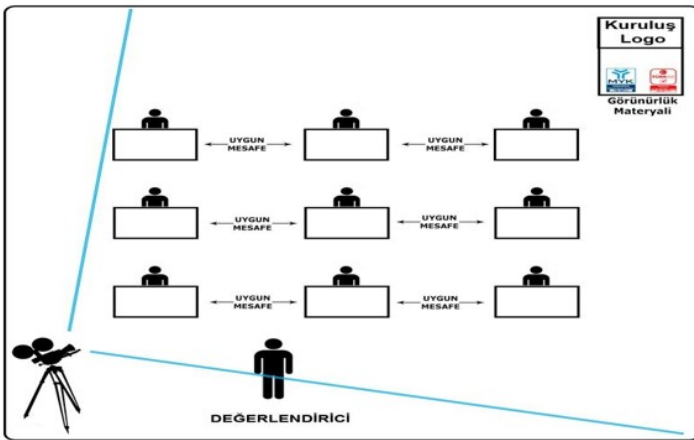 Kuruluş
Logo
MYK
Görünürlük
Materyali
UYGUN
MESAFE
UYGUN
MESAFE
UYGUN
MESAFE
UYGUN
MESAFE
UYGUN
MESAFE
UYGUN
MESAFE
DEĞERLENDİRİCİ